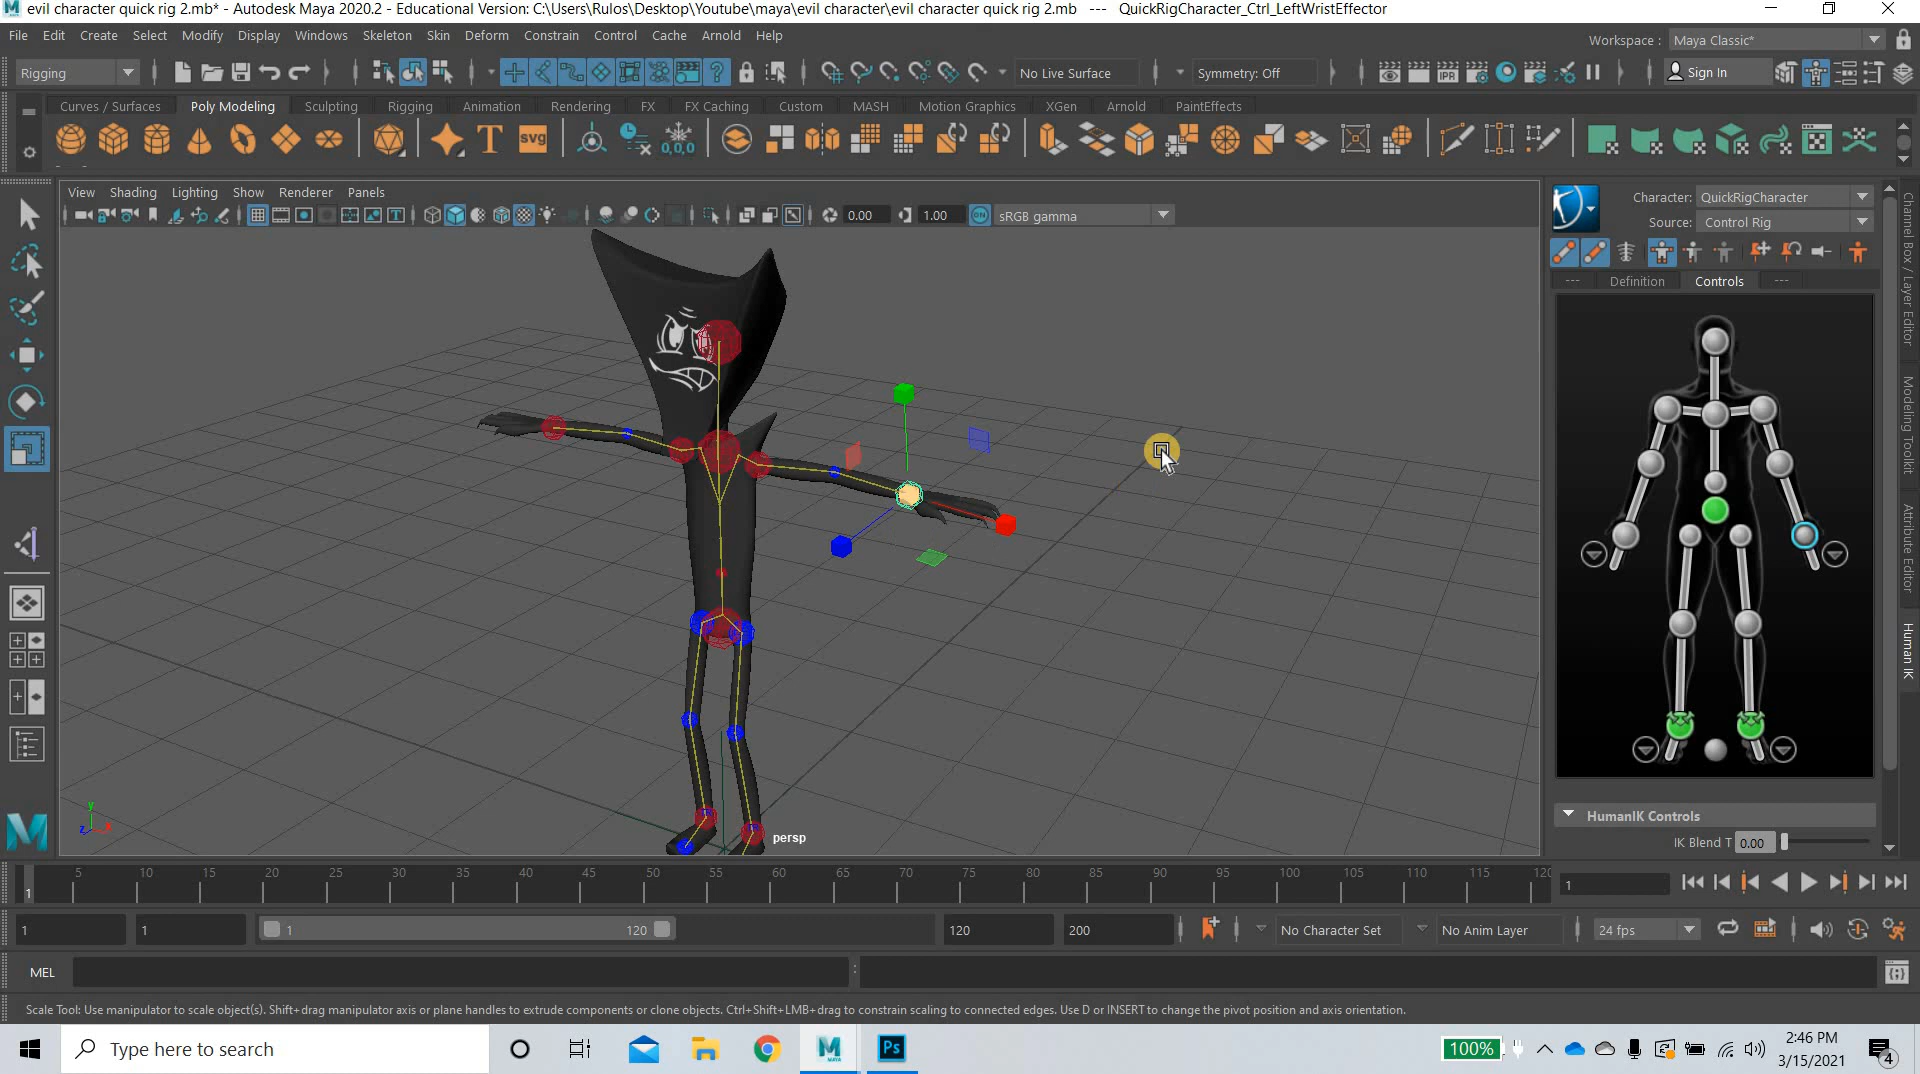 evil character quick rig 2.mb* - Autodesk Maya 2020.2 - Educational Version: C:\Users\Rulos\Desktop\Youtube\maya\evil character\evil character quick rig 2.mb   ---   QuickRigCharacter_Ctrl_LeftWristEffector
File Edit Create Select Modify Display Windows Skeleton Skin Deform Constrain Control Cache Arnold Help
Workspace : Maya Classic*
Rigging No Live Surface Symmetry: Off IPR Sign In
Curves / Surfaces Poly Modeling Sculpting Rigging Animation Rendering FX FX Caching Custom MASH Motion Graphics XGen Arnold PaintEffects
T svg 0,0,0
View Shading Lighting Show Renderer Panels
0.00 1.00 ON sRGB gamma
Character: QuickRigCharacter
Source: Control Rig
--- Definition Controls ---
Channel Box / Layer Editor
Modeling Toolkit
Attribute Editor
Human IK
y
z x
persp
HumanIK Controls
IK Blend T 0.00
5 10 15 20 25 30 35 40 45 50 55 60 65 70 75 80 85 90 95 100 105 110 115 120
1 1
1 1 1 120 120 200 No Character Set No Anim Layer 24 fps
MEL
Scale Tool: Use manipulator to scale object(s). Shift+drag manipulator axis or plane handles to extrude components or clone objects. Ctrl+Shift+LMB+drag to constrain scaling to connected edges. Use D or INSERT to change the pivot position and axis orientation.
Type here to search
M
MAYA
Ps
100%
2:46 PM
3/15/2021
4